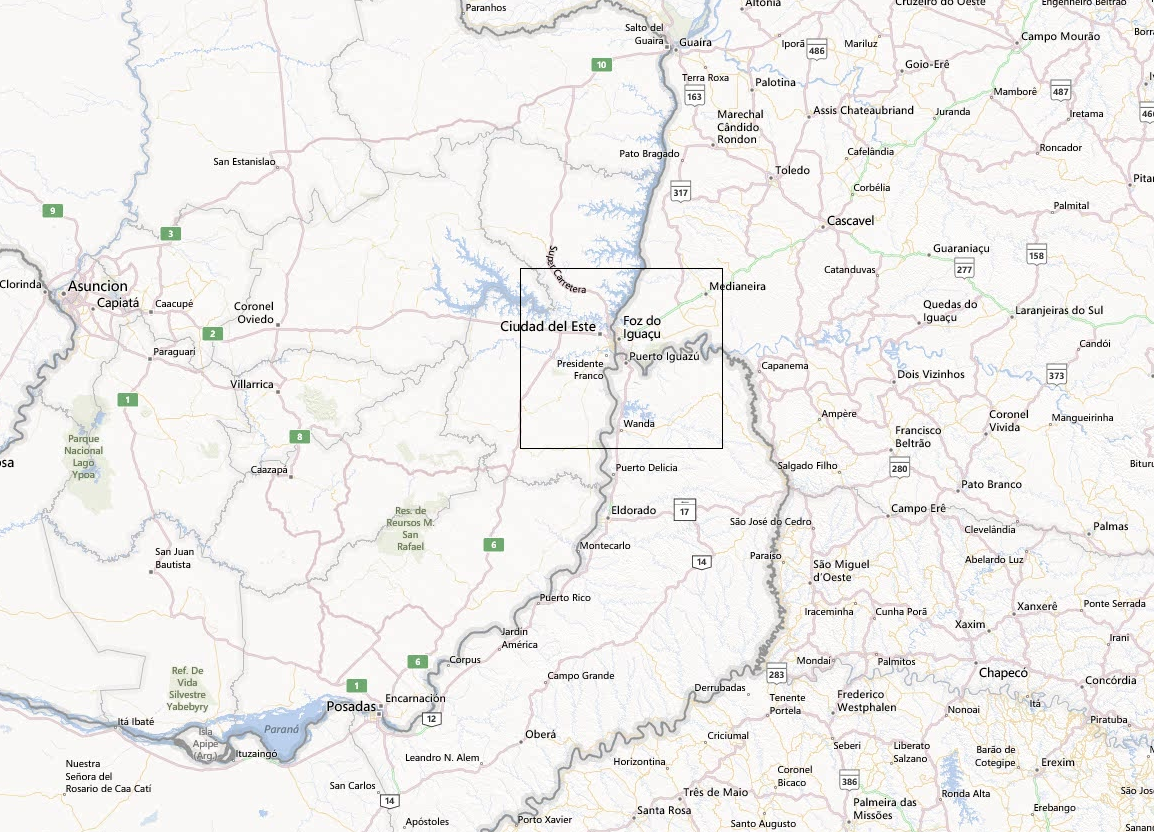 Paranhos
Altônia
Cruzeiro do Oeste
Engenheiro Beltrão
Salto del
Guaira
Guaíra
Iporã
486
Mariluz
Campo Mourão
10
Goio-Erê
Terra Roxa
Palotina
163
Mamborê
487
Assis Chateaubriand
Juranda
Iretama
Marechal
Cândido
Rondon
Pato Bragado
Cafelândia
Roncador
San Estanislao
Toledo
Corbélia
317
Palmital
9
3
Cascavel
Guaraniaçu
158
277
Catanduvas
Super Carretera
Clorinda
Asuncion
Capiatá
Caacupé
Coronel
Oviedo
Medianeira
Quedas do
Iguaçu
Laranjeiras do Sul
2
Ciudad del Este
Foz do
Iguaçu
Candói
Paraguari
Puerto Iguazú
Presidente
Franco
Capanema
Dois Vizinhos
373
Villarrica
1
Ampère
Coronel
Vivida
Mangueirinha
Wanda
8
Francisco
Beltrão
Parque
Nacional
Lago
Ypoa
Caazapa
Puerto Delicia
Salgado Filho
280
Pato Branco
Res. de
Reursos M.
San
Rafael
Eldorado
17
São José do Cedro
Campo Erê
Clevelândia
Palmas
6
Montecarlo
Paraíso
14
São Miguel
d'Oeste
Abelardo Luz
San Juan
Bautista
Puerto Rico
Iraceminha
Cunha Porã
Xanxerê
Ponte Serrada
Xaxim
Irani
Jardín
América
6
Corpus
Mondaí
Palmitos
Chapecó
Concórdia
283
Campo Grande
Ref. De
Vida
Silvestre
Yabebyry
1
Encarnación
Posadas
12
Derrubadas
Tenente
Portela
Frederico
Westphalen
Nonoai
Itá
Piratuba
Itá Ibaté
Isla
Apipe
(Arg.)
Paraná
Ituzaingó
Oberá
Criciumal
Seberi
Liberato
Salzano
Barão de
Cotegipe
Erexim
Leandro N. Alem
Horizontina
Nuestra
Señora del
Rosario de Caa Catí
San Carlos
14
Coronel
Bicaco
386
Ronda Alta
Três de Maio
Santa Rosa
Palmeira das
Missões
Erebango
Apóstoles
Porto Xavier
Santo Augusto